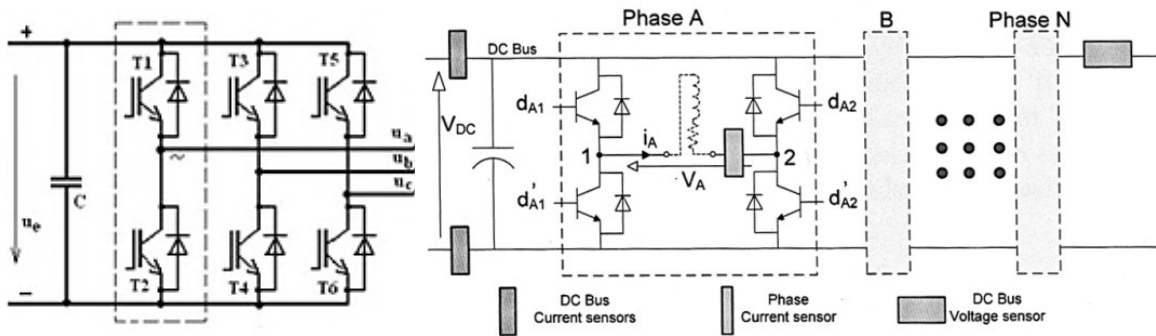 +
T1
T3
T5
u_a
~
u_b
u_c
C
u_e
T2
T4
T6
−
Phase A
B
Phase N
DC Bus
d_A1
d_A2
V_DC
i_A
1
2
V_A
d'_A1
d'_A2
DC Bus
Current sensors
Phase
Current sensor
DC Bus
Voltage sensor